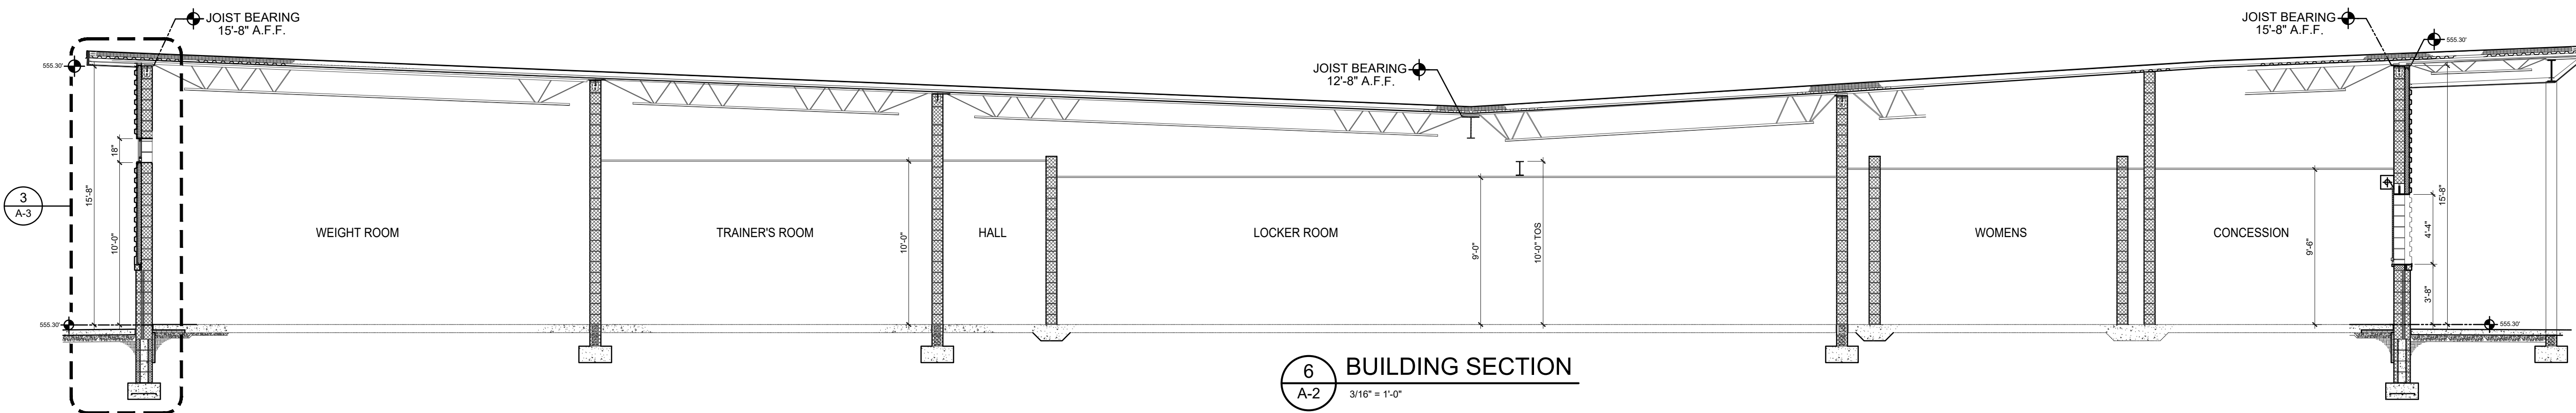 JOIST BEARING
15'-8" A.F.F.
JOIST BEARING
15'-8" A.F.F.
555.30'
555.30'
JOIST BEARING
12'-8" A.F.F.
18"
15'-8"
10'-0"
3
A-3
WEIGHT ROOM
TRAINER'S ROOM
10'-0"
HALL
LOCKER ROOM
9'-0"
10'-0" TOS
WOMENS
CONCESSION
9'-6"
4'-4"
15'-8"
3'-8"
555.30'
555.30'
6
A-2
BUILDING SECTION
3/16" = 1'-0"